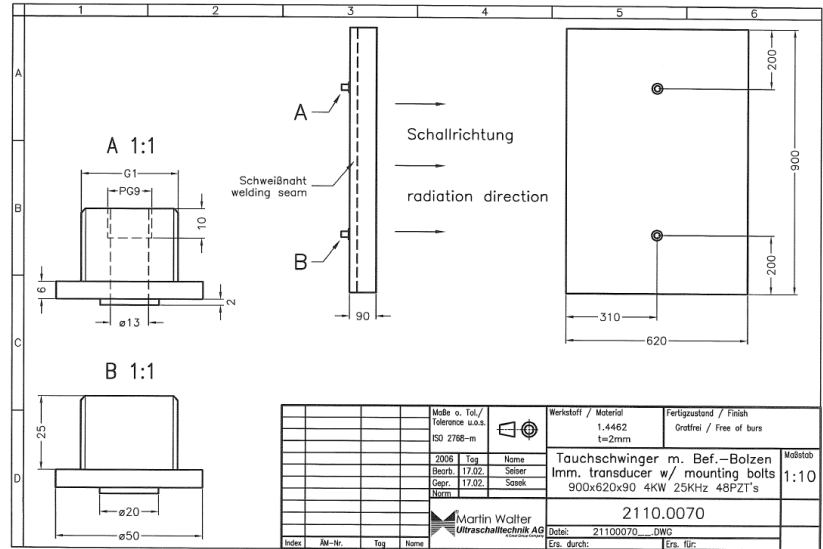 1 2 3 4 5 6
A
B
C
D
A 1:1
G1
PG9
10
6
2
ø13
B 1:1
25
ø20
ø50
A
B
Schweißnaht
welding seam
Schallrichtung
radiation direction
90
200
900
200
310
620
Maße o. Tol./
Tolerance u.o.s.
ISO 2768-m
Werkstoff / Material
1.4462
t=2mm
Fertigzustand / Finish
Gratfrei / Free of burs
2006 Tag Name
Bearb. 17.02. Seiser
Gepr. 17.02. Sasek
Norm
Tauchschwinger m. Bef.-Bolzen
Imm. transducer w/ mounting bolts
900x620x90 4KW 25KHz 48PZT's
Maßstab
1:10
Martin Walter
Ultraschalltechnik AG
2110.0070
Datei: 21100070__.DWG
Ers. durch: Ers. für:
Index ÄM-Nr. Tag Name